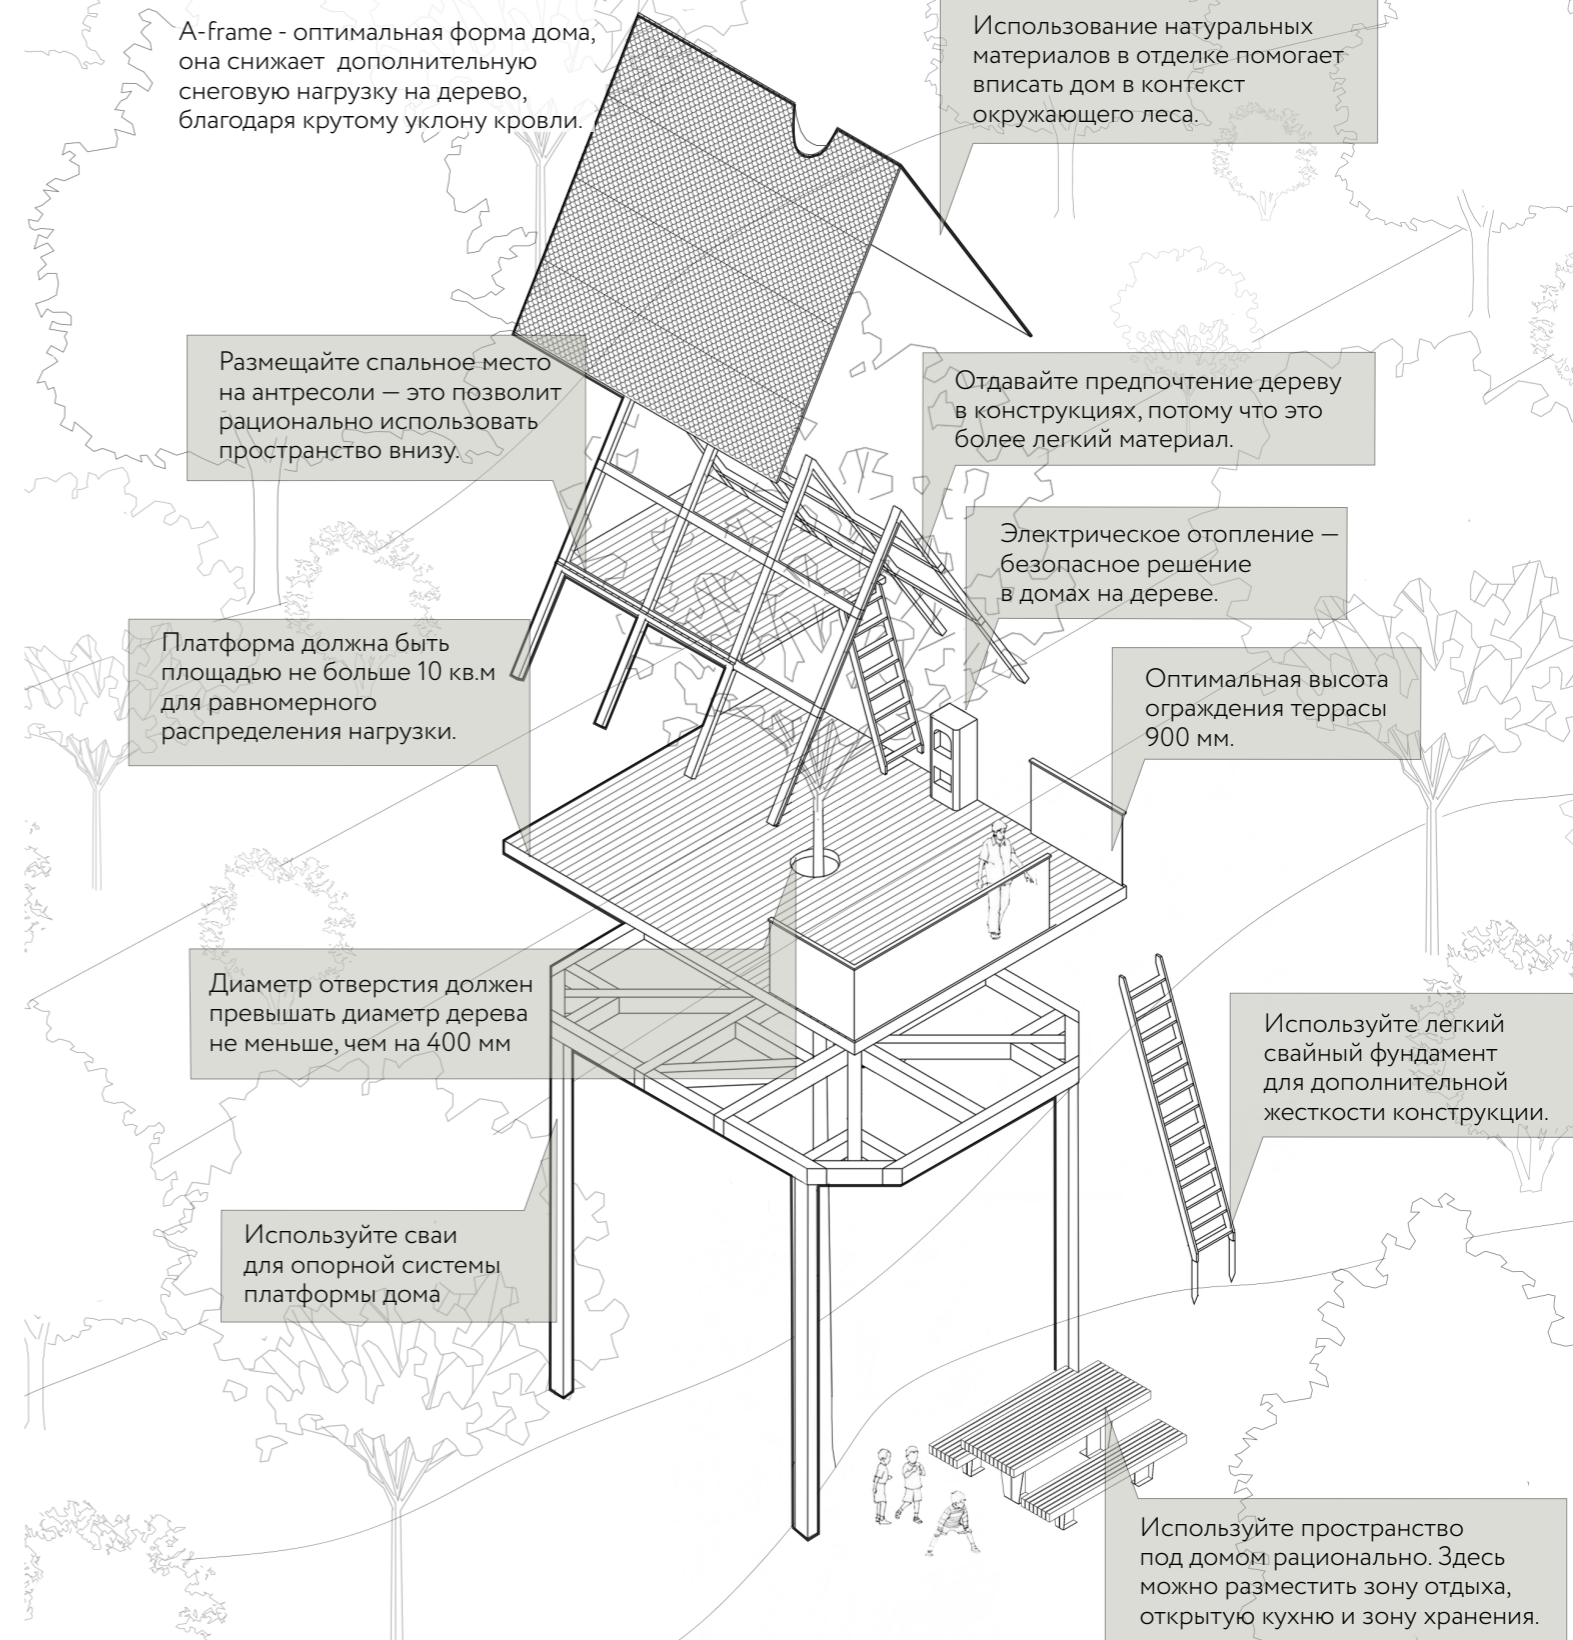 A-frame - оптимальная форма дома,
она снижает дополнительную
снеговую нагрузку на дерево,
благодаря крутому уклону кровли.
Использование натуральных
материалов в отделке помогает
вписать дом в контекст
окружающего леса.
Размещайте спальное место
на антресоли — это позволит
рационально использовать
пространство внизу.
Отдавайте предпочтение дереву
в конструкциях, потому что это
более легкий материал.
Электрическое отопление —
безопасное решение
в домах на дереве.
Платформа должна быть
площадью не больше 10 кв.м
для равномерного
распределения нагрузки.
Оптимальная высота
ограждения террасы
900 мм.
Диаметр отверстия должен
превышать диаметр дерева
не меньше, чем на 400 мм
Используйте легкий
свайный фундамент
для дополнительной
жесткости конструкции.
Используйте сваи
для опорной системы
платформы дома
Используйте пространство
под домом рационально. Здесь
можно разместить зону отдыха,
открытую кухню и зону хранения.